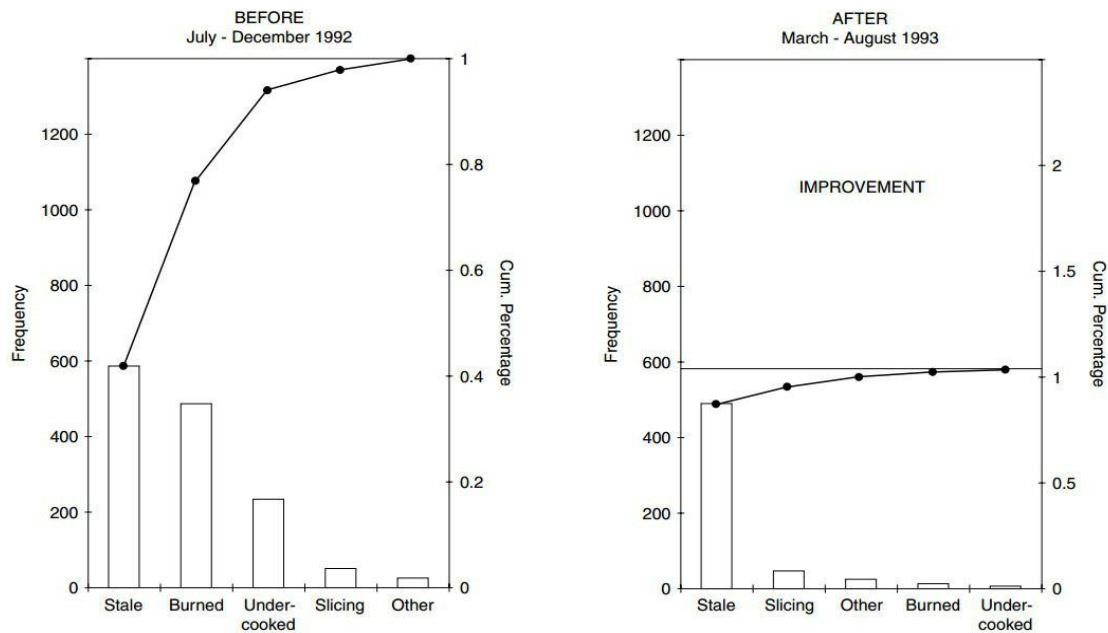 BEFORE
July - December 1992
Frequency
1200
1000
800
600
400
200
0
1
0.8
0.6
0.4
0.2
0
Cum. Percentage
Stale Burned Under- Slicing Other
cooked
AFTER
March - August 1993
IMPROVEMENT
Frequency
1200
1000
800
600
400
200
0
2
1.5
1
0.5
0
Cum. Percentage
Stale Slicing Other Burned Under-
cooked